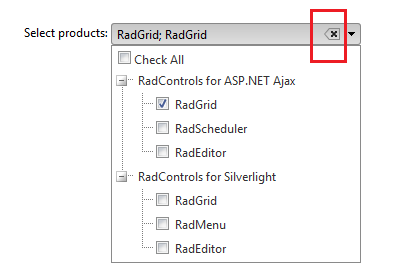 Select products: RadGrid; RadGrid
Check All
RadControls for ASP.NET Ajax
RadGrid
RadScheduler
RadEditor
RadControls for Silverlight
RadGrid
RadMenu
RadEditor